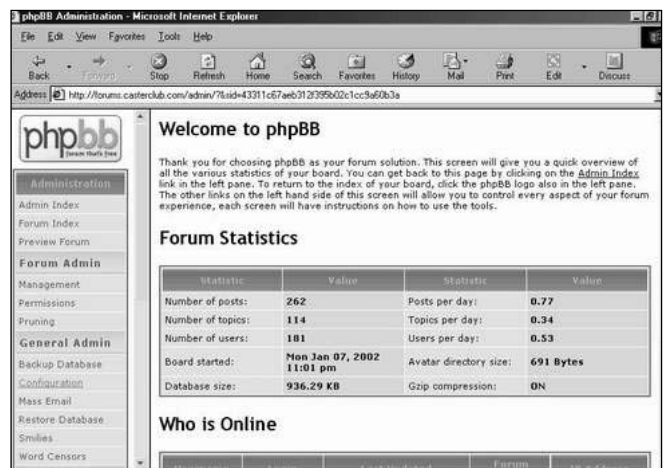 phpBB Administration - Microsoft Internet Explorer
File Edit View Favorites Tools Help
Back Forward Stop Refresh Home Search Favorites History Mail Print Edit Discuss
Address http://forums.casterclub.com/admin/?&sid=43311c67aeb312f395b02c1cc9a60b3a
phpbb
forums that's free
Administration
Admin Index
Forum Index
Preview Forum
Forum Admin
Management
Permissions
Pruning
General Admin
Backup Database
Configuration
Mass Email
Restore Database
Smilies
Word Censors
Welcome to phpBB
Thank you for choosing phpBB as your forum solution. This screen will give you a quick overview of
all the various statistics of your board. You can get back to this page by clicking on the Admin Index
link in the left pane. To return to the index of your board, click the phpBB logo also in the left pane.
The other links on the left hand side of this screen will allow you to control every aspect of your forum
experience, each screen will have instructions on how to use the tools.
Forum Statistics
Statistic Value Statistic Value
Number of posts: 262 Posts per day: 0.77
Number of topics: 114 Topics per day: 0.34
Number of users: 181 Users per day: 0.53
Board started: Mon Jan 07, 2002
11:01 pm Avatar directory size: 691 Bytes
Database size: 936.29 KB Gzip compression: ON
Who is Online
Username Login Last Updated Forum